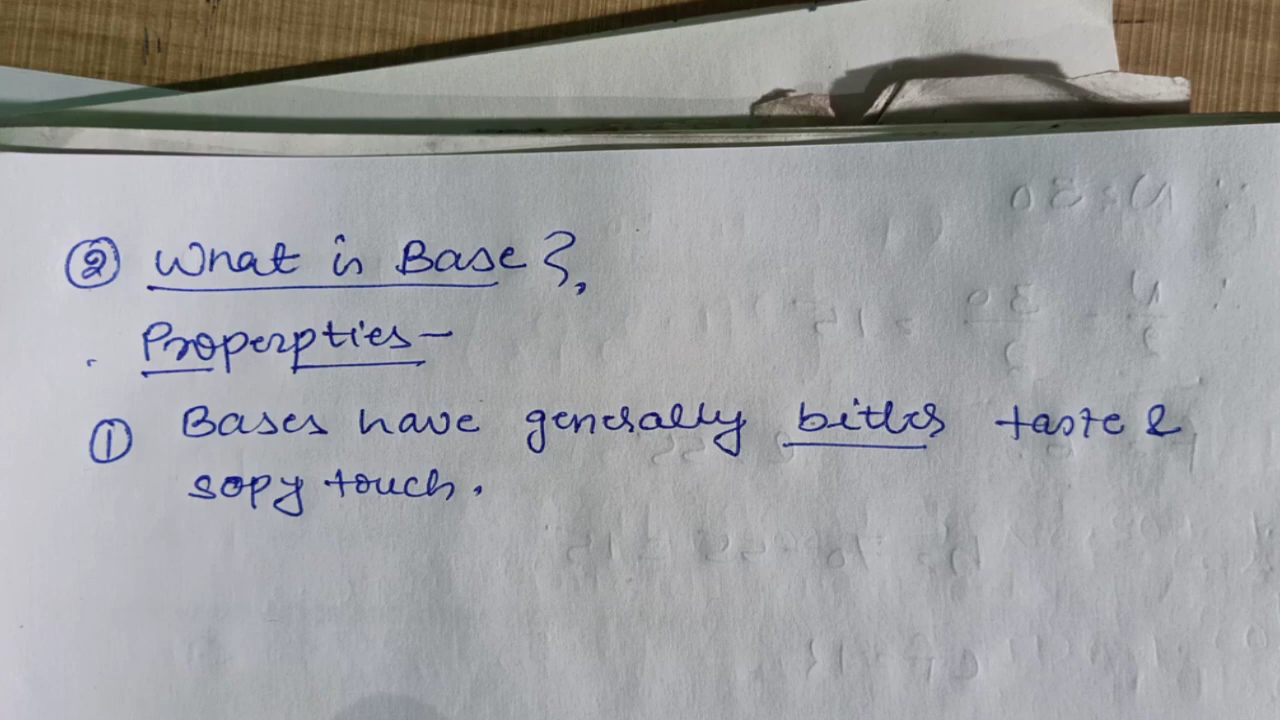 ② What is Base?,
Properpties-
① Bases have generally bitter taste &
sopy touch.